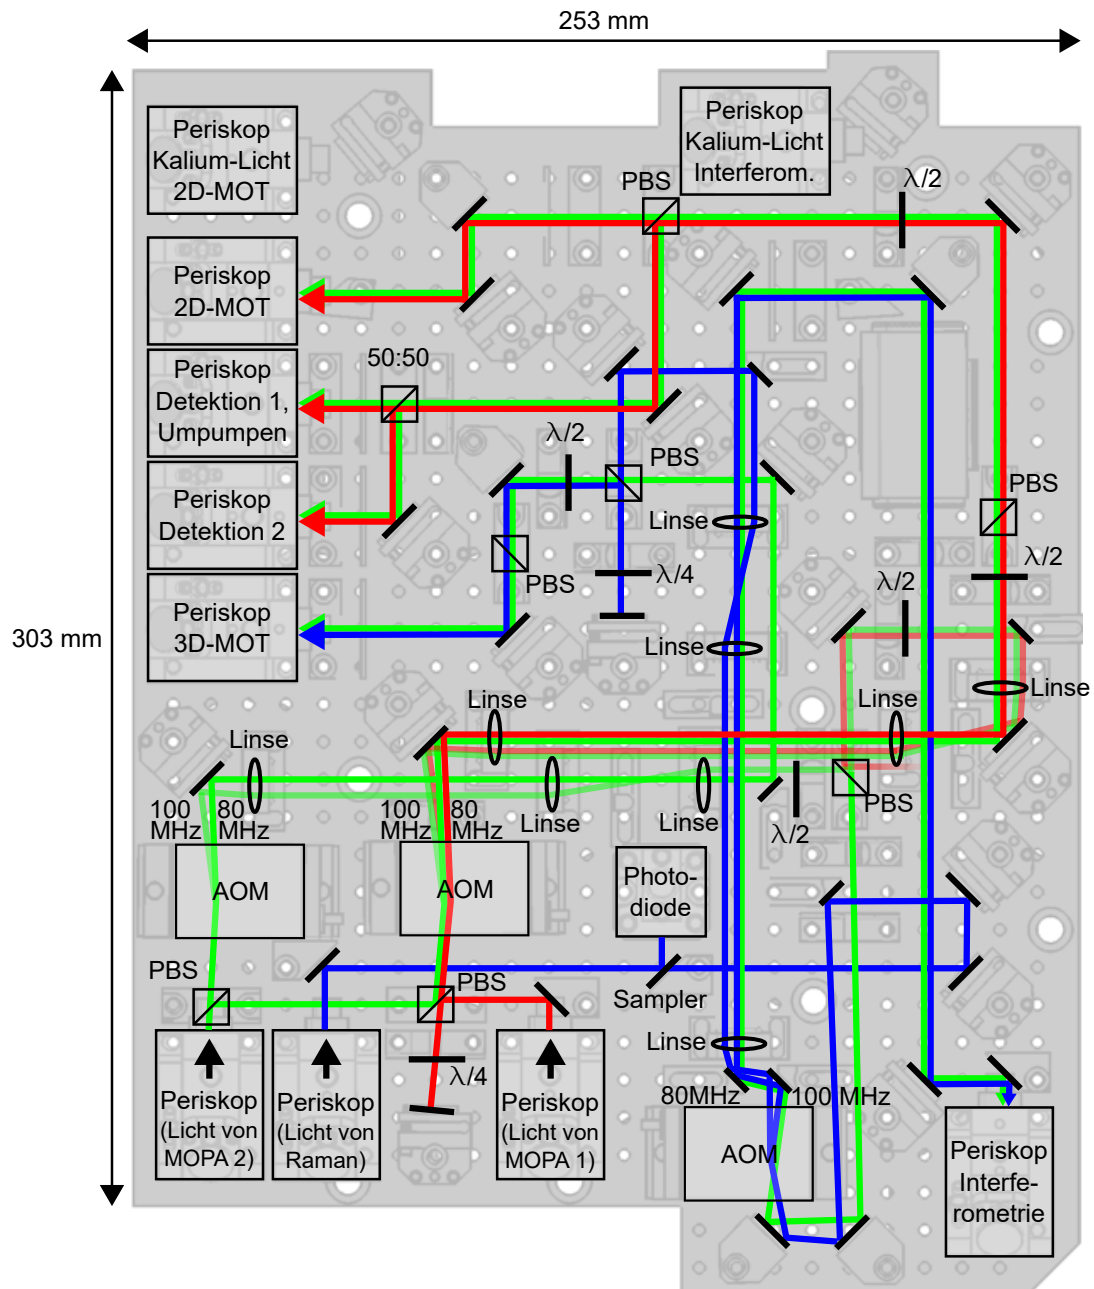 253 mm
303 mm
Periskop
Kalium-Licht
2D-MOT
Periskop
Kalium-Licht
Interferom.
PBS
λ/2
Periskop
2D-MOT
Periskop
Detektion 1,
Umpumpen
50:50
λ/2
PBS
Periskop
Detektion 2
Linse
PBS
PBS
λ/4
λ/2
λ/2
Periskop
3D-MOT
Linse
Linse
Linse
Linse
Linse
100
MHz
80
MHz
100
MHz
80
MHz
Linse
Linse
λ/2
PBS
AOM
AOM
Photo-
diode
PBS
PBS
Sampler
Linse
λ/4
80MHz
100 MHz
Periskop
(Licht von
MOPA 2)
Periskop
(Licht von
Raman)
Periskop
(Licht von
MOPA 1)
AOM
Periskop
Interfe-
rometrie